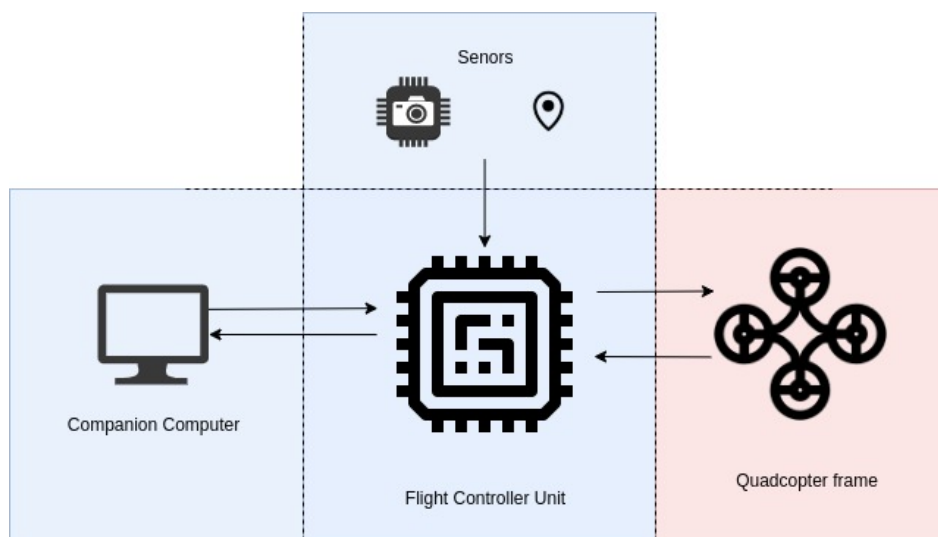 Senors
Companion Computer
Flight Controller Unit
Quadcopter frame